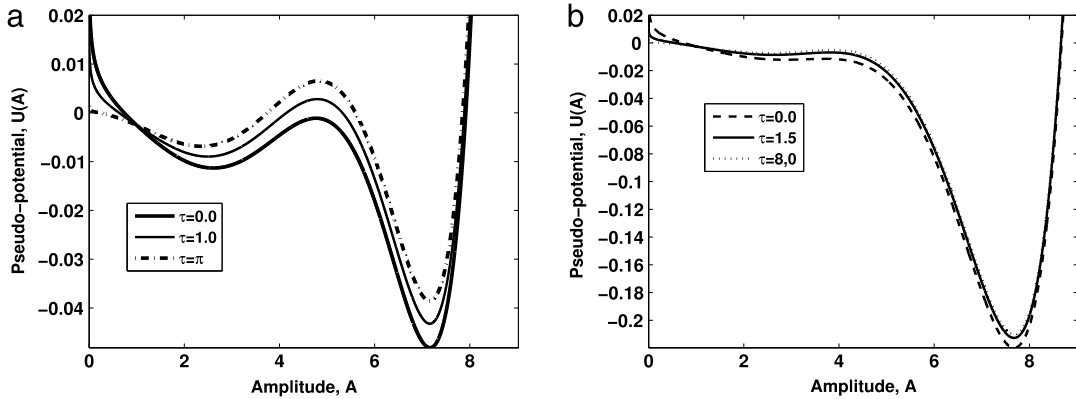 a
0.02
0.01
0
−0.01
−0.02
−0.03
−0.04
Pseudo-potential, U(A)
τ=0.0
τ=1.0
τ=π
0 2 4 6 8
Amplitude, A
b
0.02
0
−0.02
−0.04
−0.06
−0.08
−0.1
−0.12
−0.14
−0.16
−0.18
−0.2
Pseudo-potential, U(A)
τ=0.0
τ=1.5
τ=8,0
0 2 4 6 8
Amplitude, A